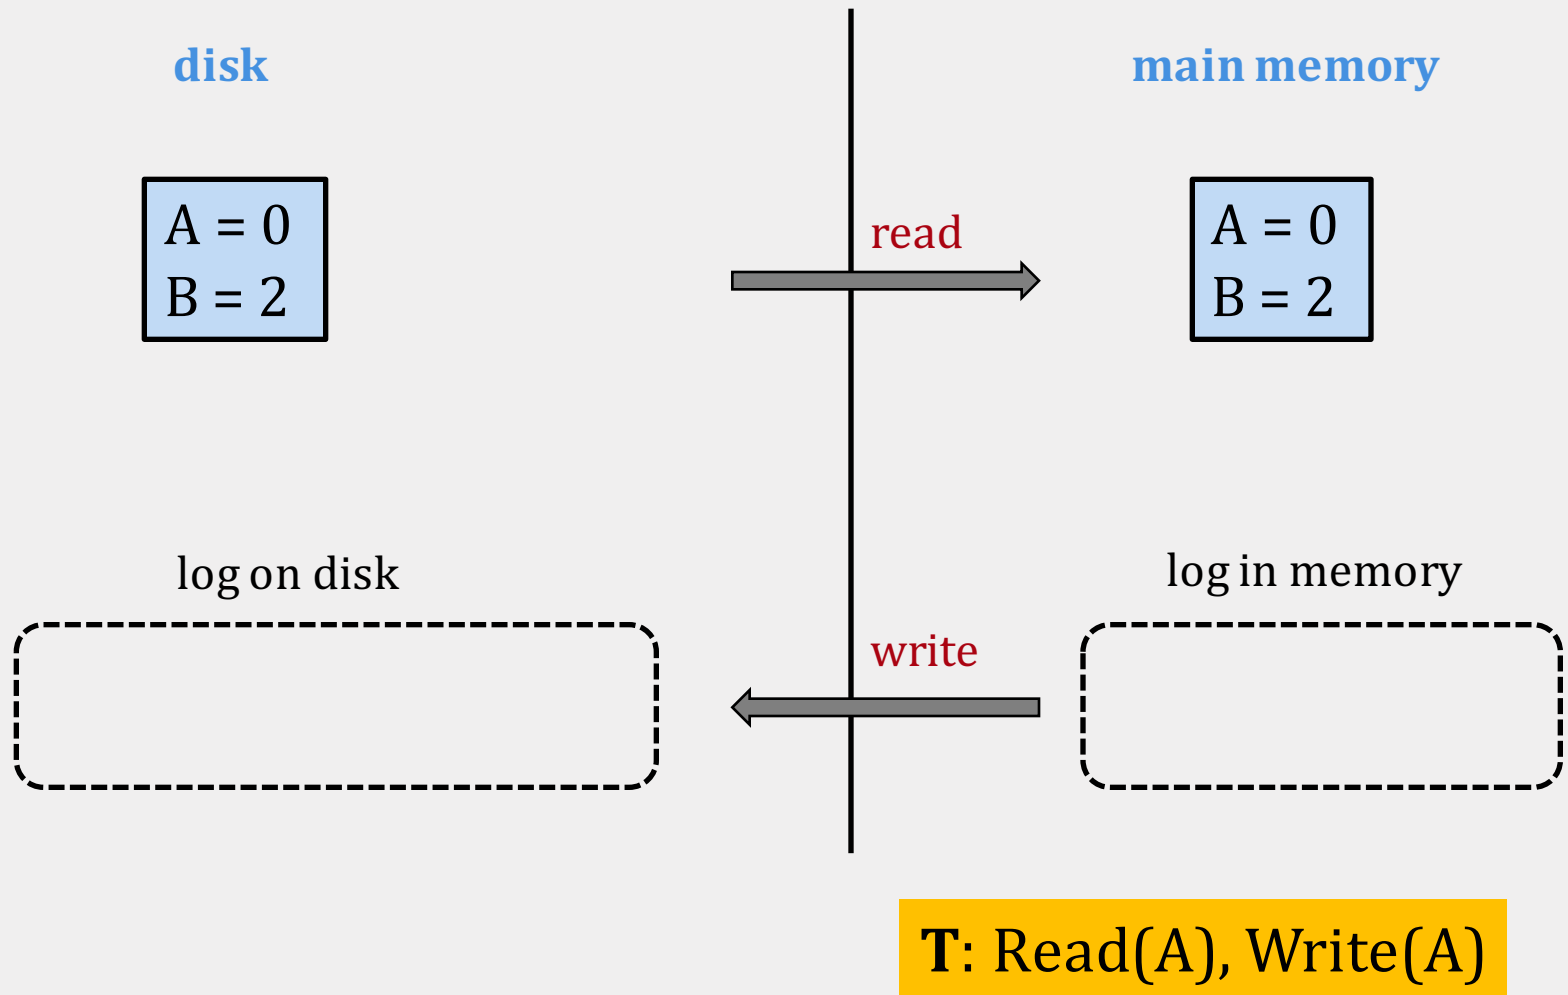 disk
main memory
A = 0
B = 2
read
A = 0
B = 2
log on disk
log in memory
write
T: Read(A), Write(A)